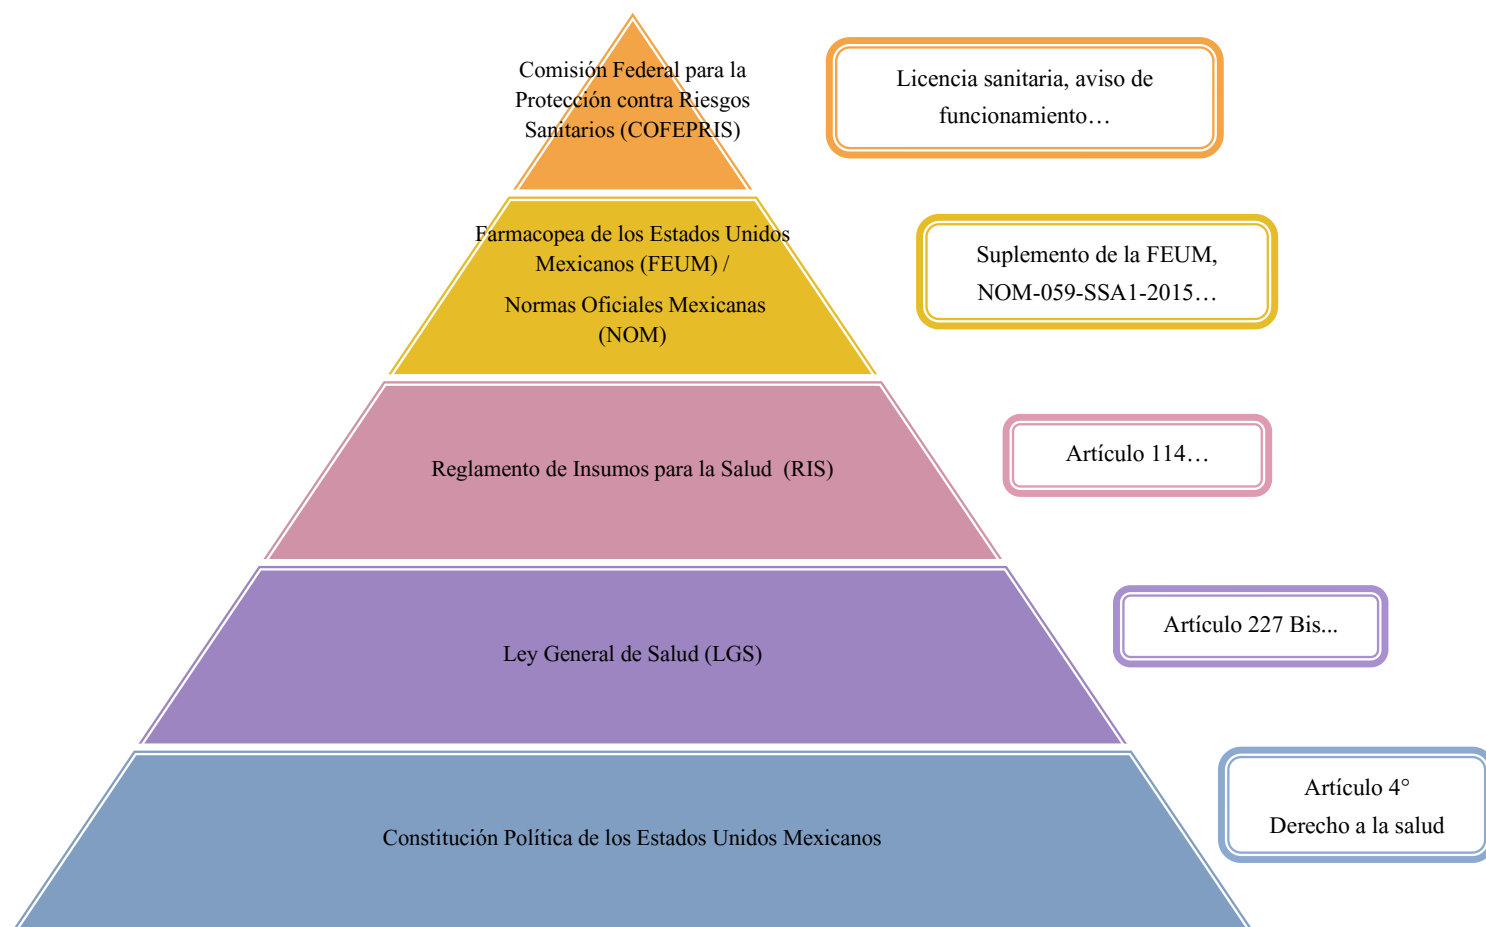 Comisión Federal para la
Protección contra Riesgos
Sanitarios (COFEPRIS)
Licencia sanitaria, aviso de
funcionamiento…
Farmacopea de los Estados Unidos
Mexicanos (FEUM) /
Normas Oficiales Mexicanas
(NOM)
Suplemento de la FEUM,
NOM-059-SSA1-2015…
Reglamento de Insumos para la Salud  (RIS)
Artículo 114…
Ley General de Salud (LGS)
Artículo 227 Bis...
Constitución Política de los Estados Unidos Mexicanos
Artículo 4°
Derecho a la salud